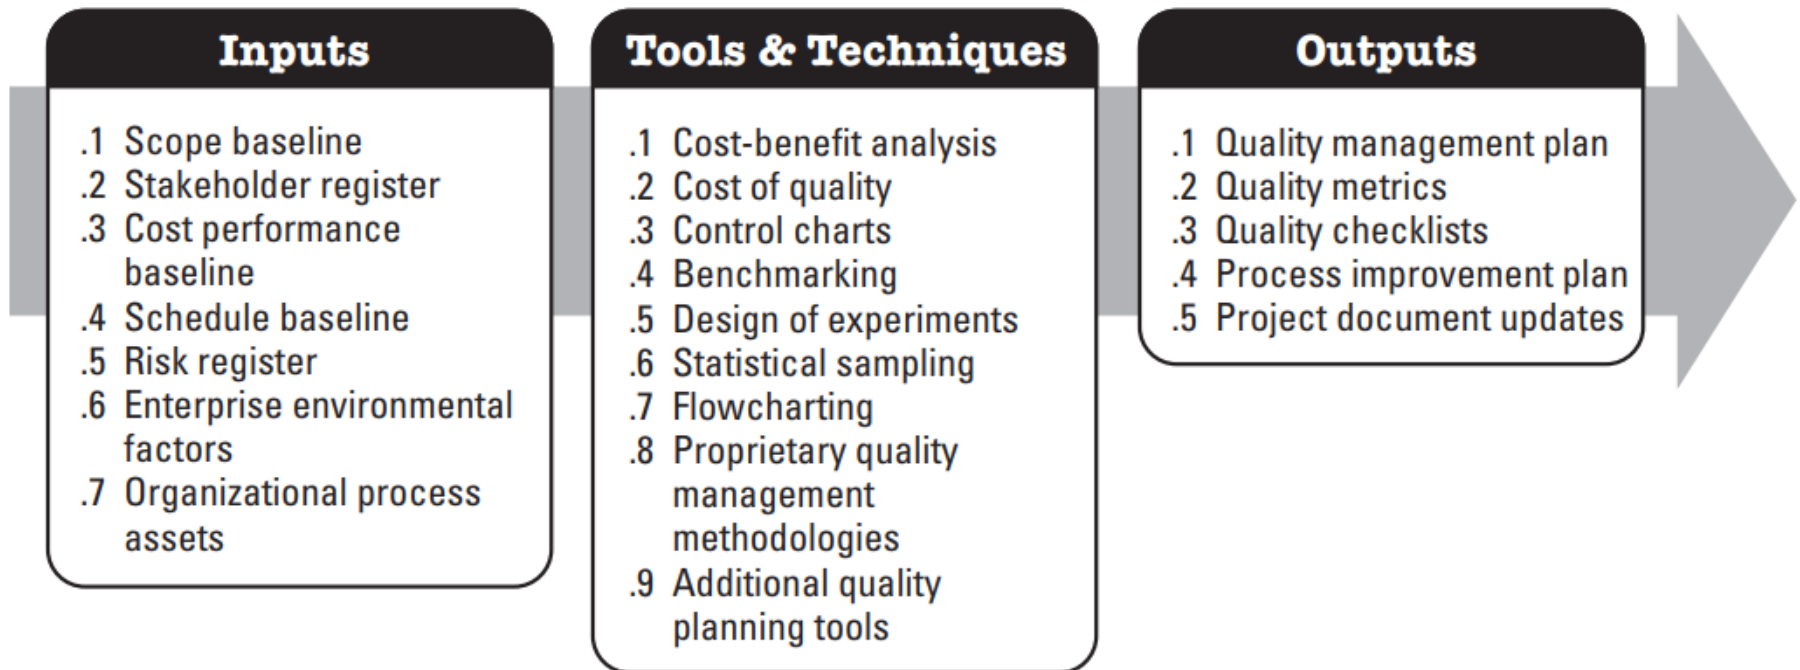 Inputs
.1 Scope baseline
.2 Stakeholder register
.3 Cost performance
baseline
.4 Schedule baseline
.5 Risk register
.6 Enterprise environmental
factors
.7 Organizational process
assets
Tools & Techniques
.1 Cost-benefit analysis
.2 Cost of quality
.3 Control charts
.4 Benchmarking
.5 Design of experiments
.6 Statistical sampling
.7 Flowcharting
.8 Proprietary quality
management
methodologies
.9 Additional quality
planning tools
Outputs
.1 Quality management plan
.2 Quality metrics
.3 Quality checklists
.4 Process improvement plan
.5 Project document updates